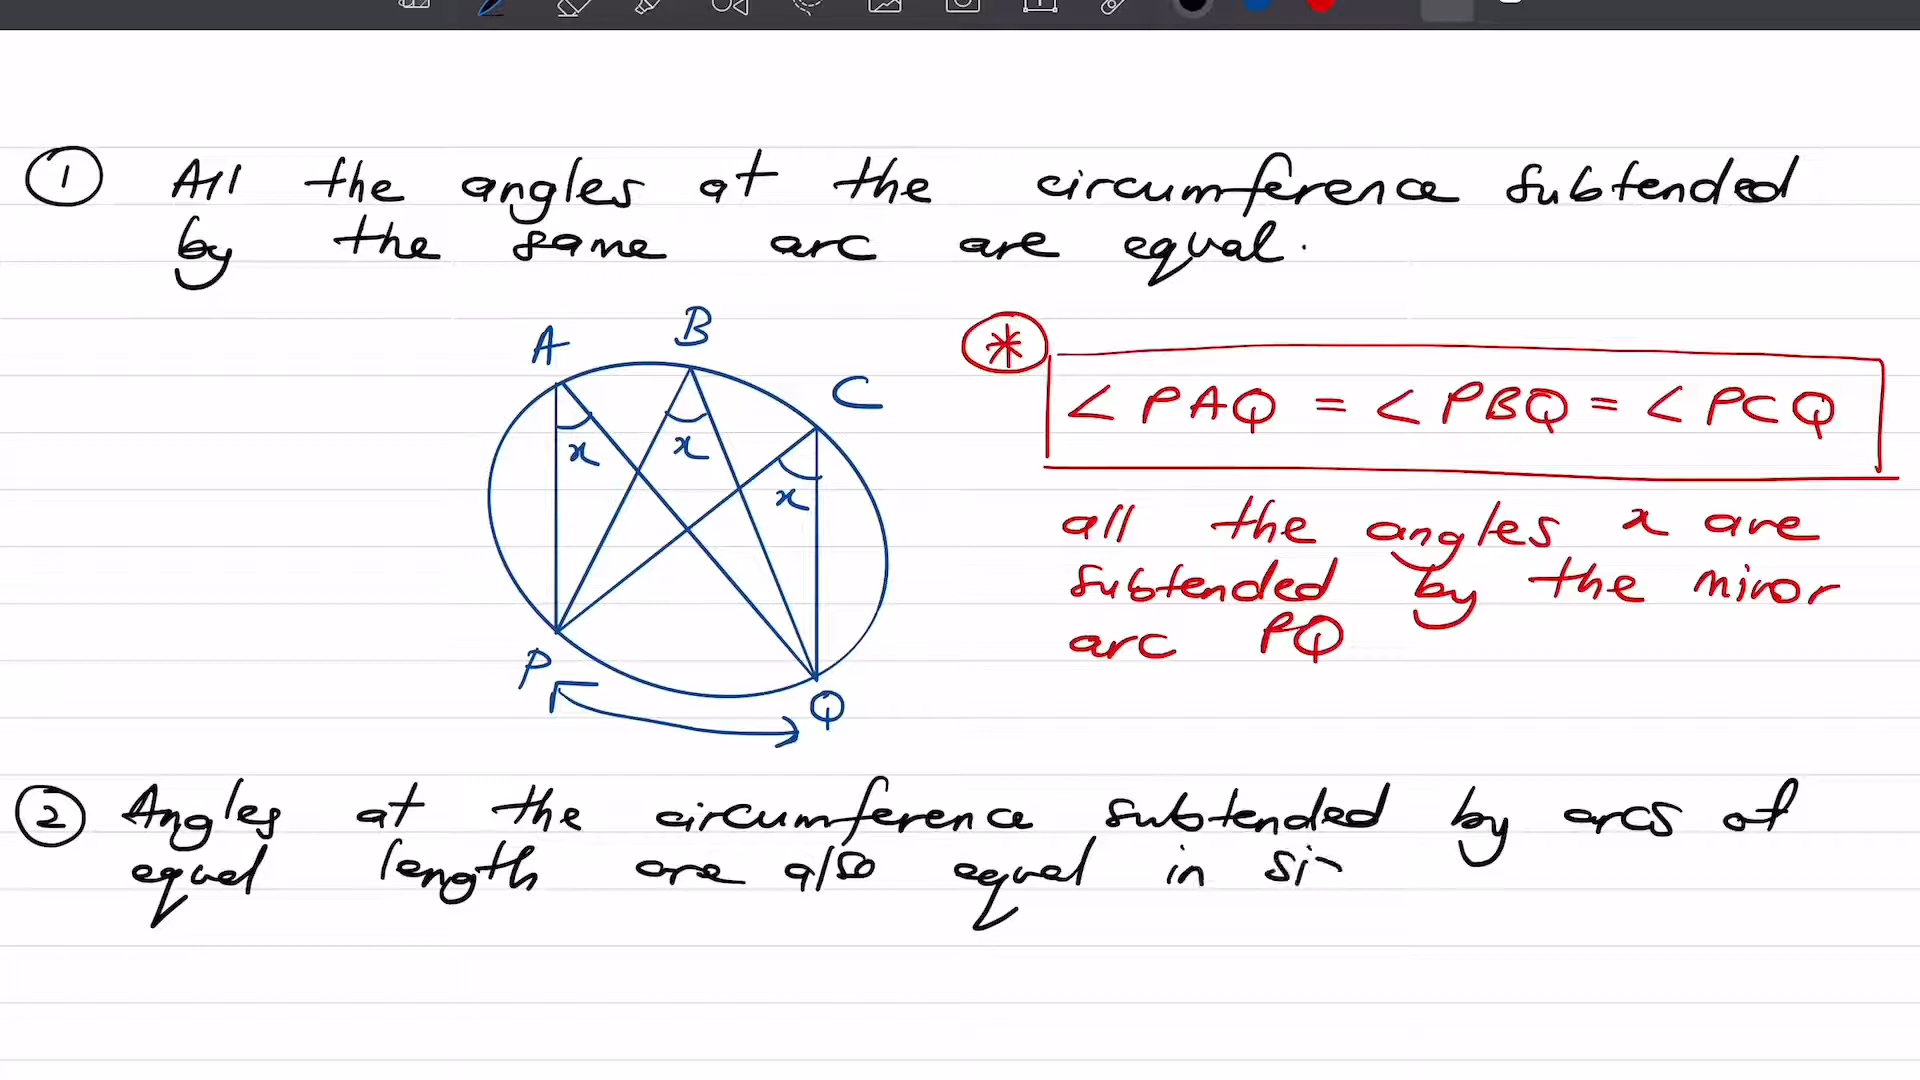 1 All the angles at the circumference subtended
by the same arc are equal.
A B C
* ∠PAQ = ∠PBQ = ∠PCQ
x x x
all the angles x are
subtended by the minor
arc PQ
P Q
2 Angles at the circumference subtended by arcs of
equal length are also equal in si